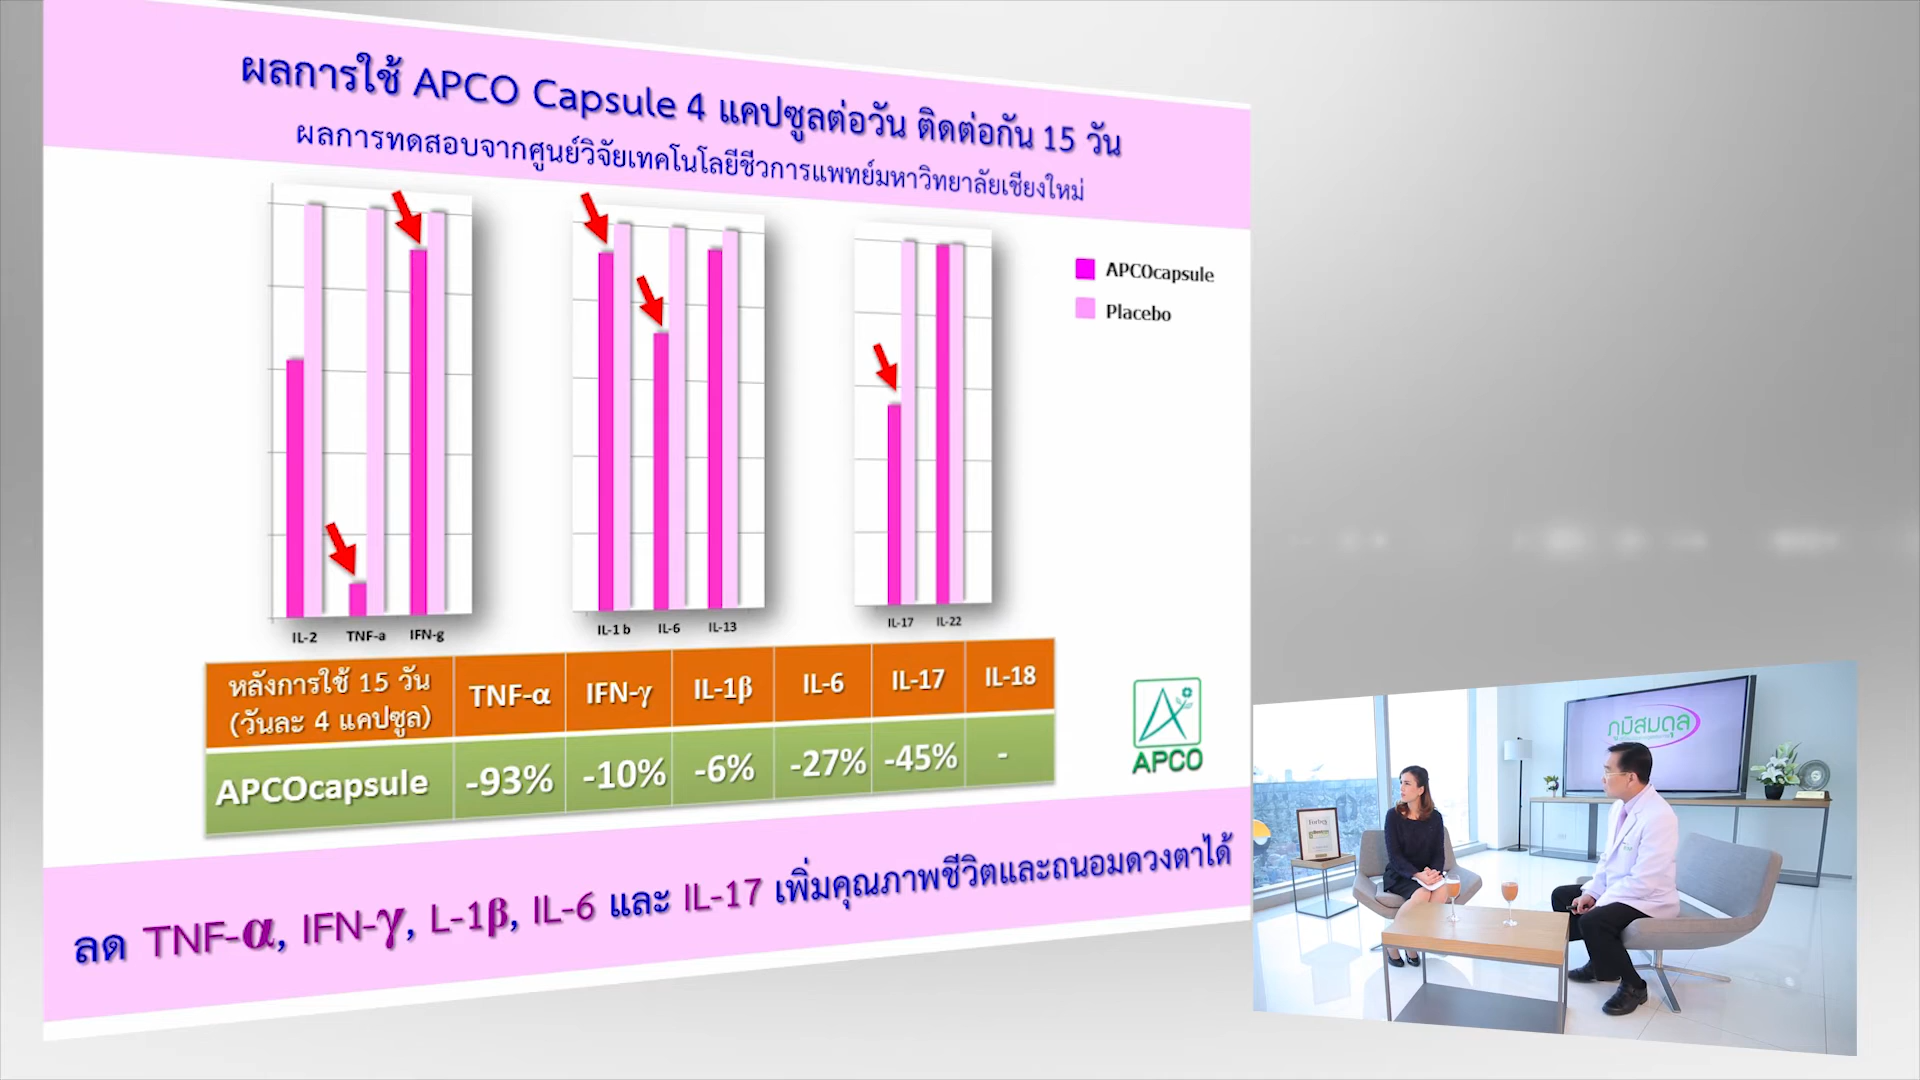 ผลการใช้ APCO Capsule 4 แคปซูลต่อวัน ติดต่อกัน 15 วัน
ผลการทดสอบจากศูนย์วิจัยเทคโนโลยีชีวการแพทย์มหาวิทยาลัยเชียงใหม่
APCOcapsule
Placebo
IL-2 TNF-a IFN-g
IL-1 b IL-6 IL-13
IL-17 IL-22
หลังการใช้ 15 วัน
(วันละ 4 แคปซูล)
TNF-α IFN-γ IL-1β IL-6 IL-17 IL-18
APCOcapsule -93% -10% -6% -27% -45% -
APCO
ลด TNF-α, IFN-γ, L-1β, IL-6 และ IL-17 เพิ่มคุณภาพชีวิตและถนอมดวงตาได้
ภูมิสมดุล
Forbes